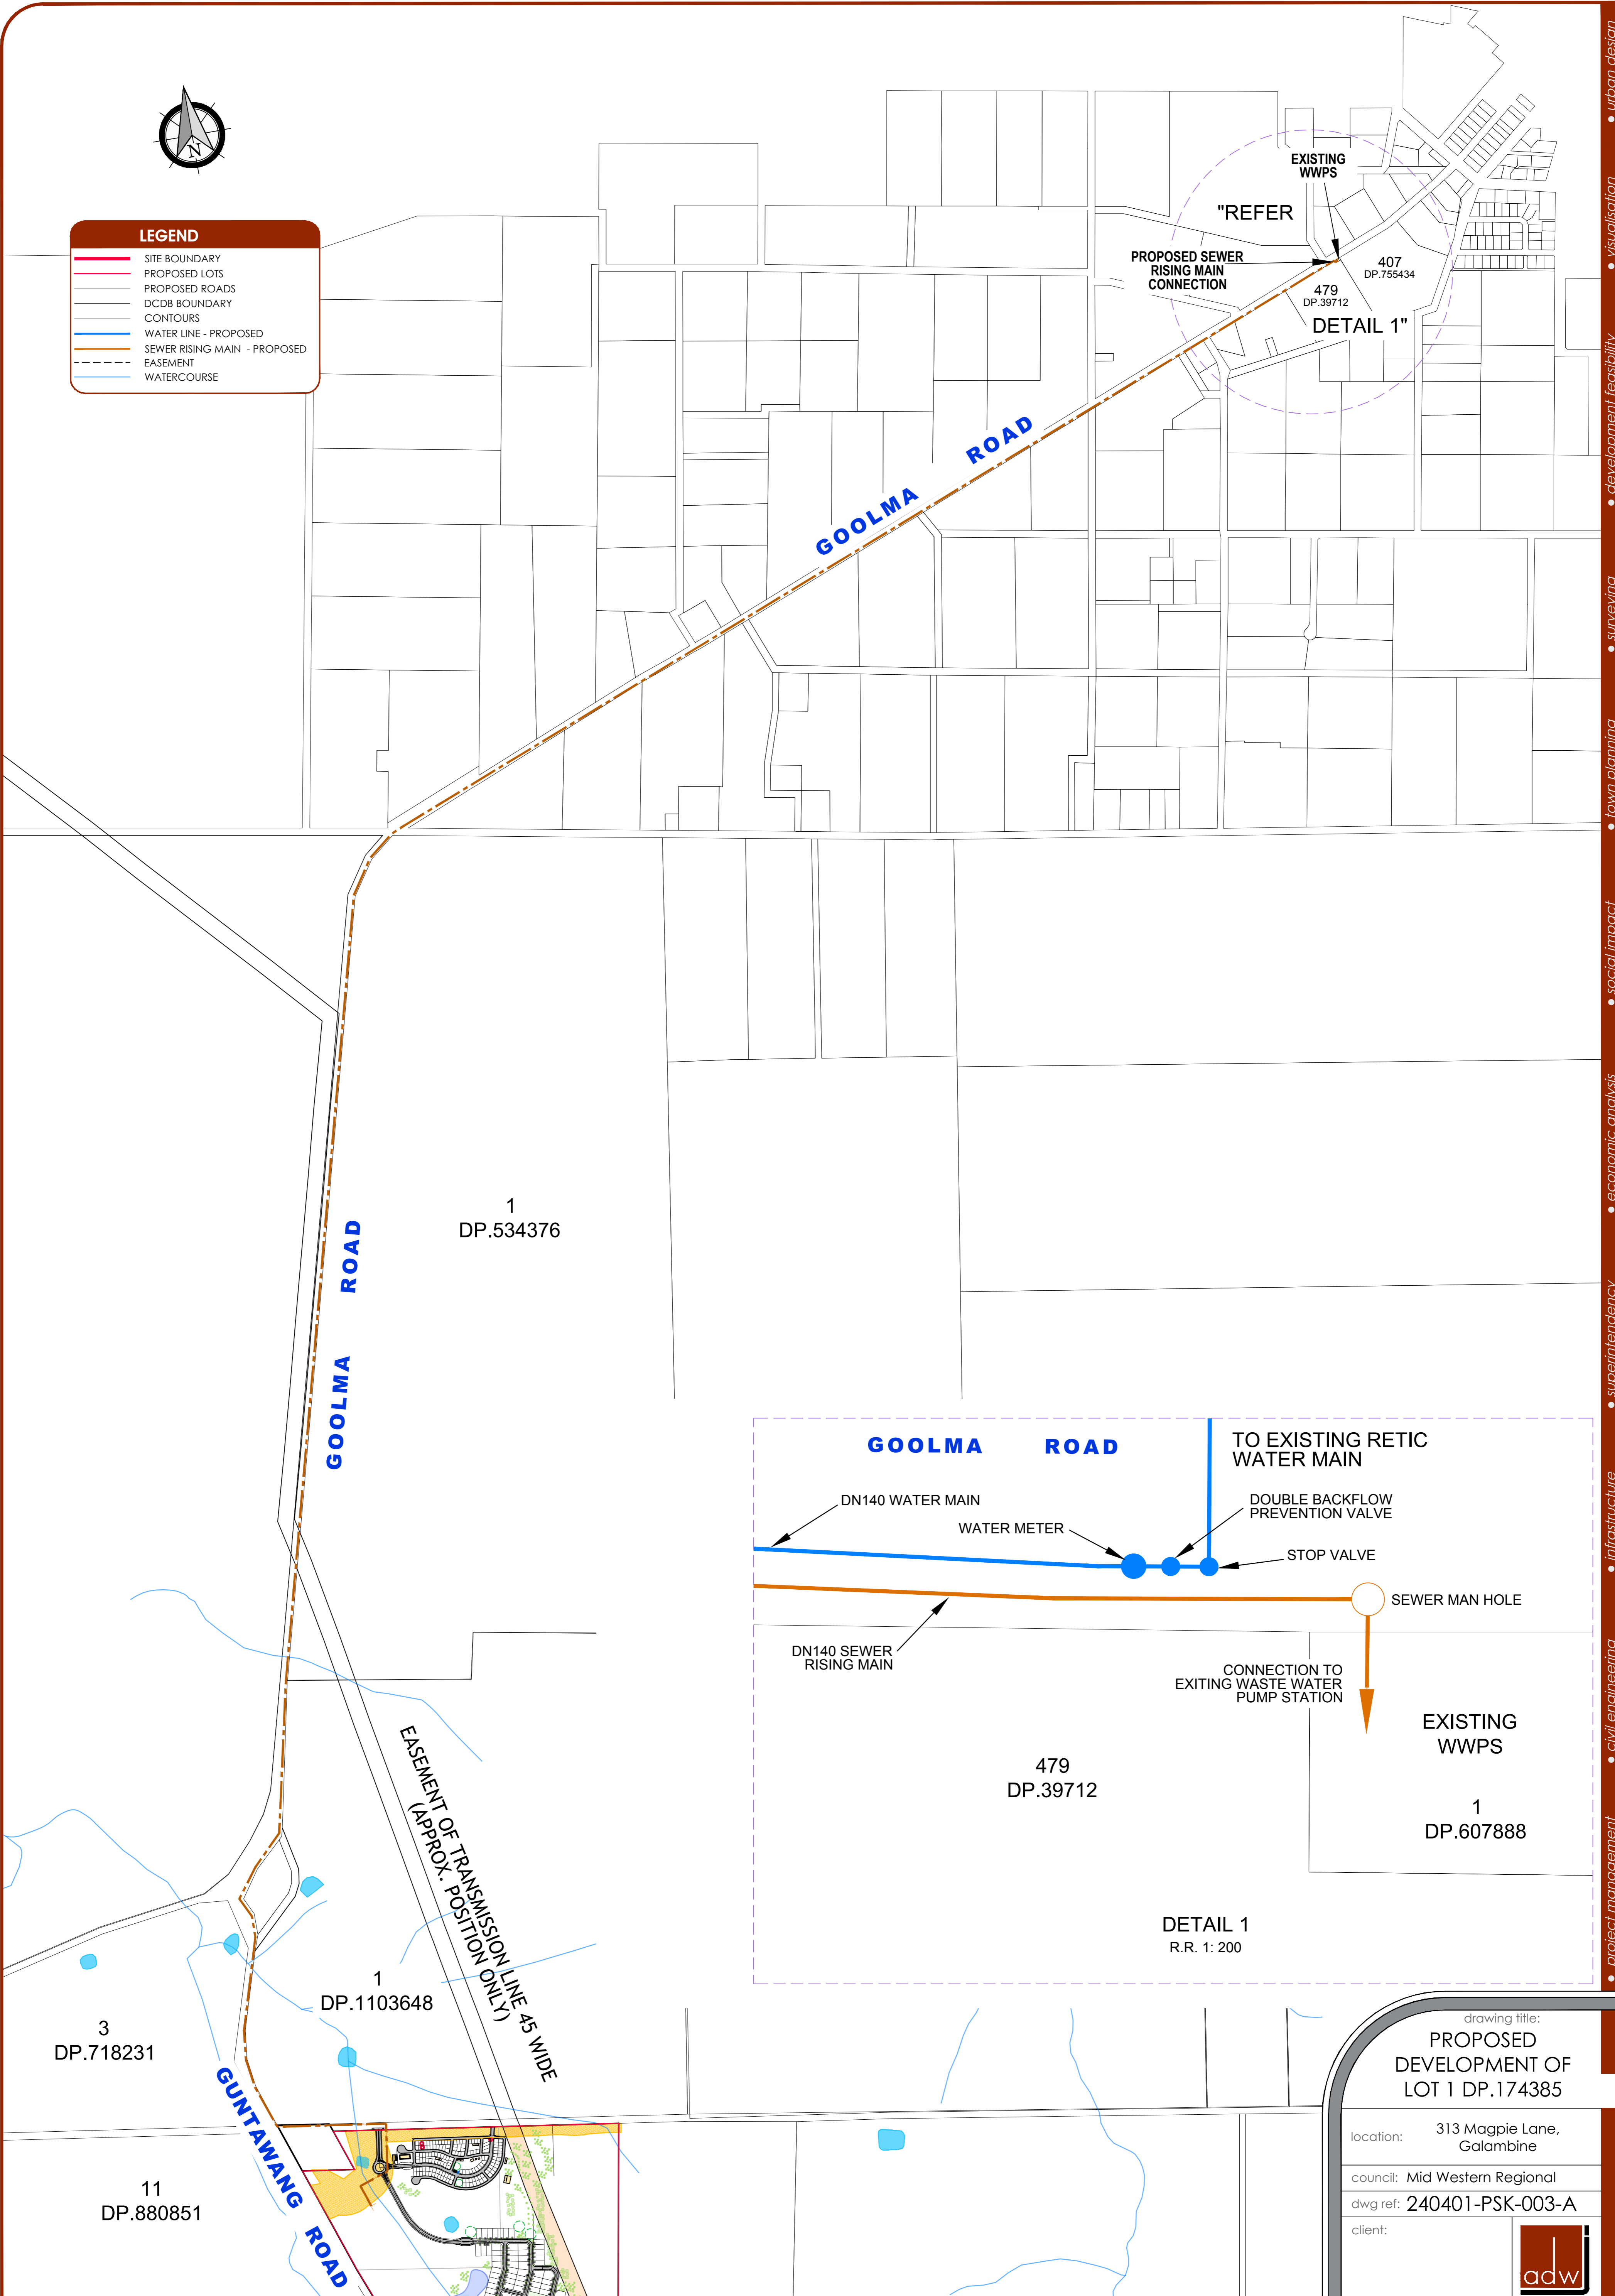 N
LEGEND
SITE BOUNDARY
PROPOSED LOTS
PROPOSED ROADS
DCDB BOUNDARY
CONTOURS
WATER LINE - PROPOSED
SEWER RISING MAIN - PROPOSED
EASEMENT
WATERCOURSE
EXISTING
WWPS
"REFER
PROPOSED SEWER
RISING MAIN
CONNECTION
407
DP.755434
479
DP.39712
DETAIL 1"
GOOLMA ROAD
1
DP.534376
GOOLMA ROAD
GOOLMA ROAD
TO EXISTING RETIC
WATER MAIN
DN140 WATER MAIN
DOUBLE BACKFLOW
PREVENTION VALVE
WATER METER
STOP VALVE
SEWER MAN HOLE
DN140 SEWER
RISING MAIN
CONNECTION TO
EXITING WASTE WATER
PUMP STATION
EXISTING
WWPS
479
DP.39712
1
DP.607888
DETAIL 1
R.R. 1: 200
EASEMENT OF TRANSMISSION LINE 45 WIDE
(APPROX. POSITION ONLY)
1
DP.1103648
3
DP.718231
GUNTAWANG ROAD
11
DP.880851
drawing title:
PROPOSED
DEVELOPMENT OF
LOT 1 DP.174385
location: 313 Magpie Lane,
Galambine
council: Mid Western Regional
dwg ref: 240401-PSK-003-A
client:
adw
• project management • civil engineering • infrastructure • superintendency • economic analysis • social impact • town planning • surveying • development feasibility • visualisation • urban design